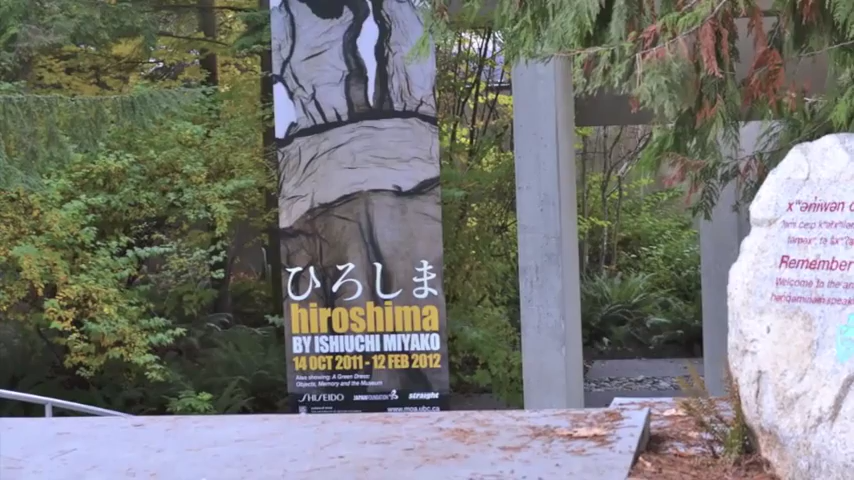 ひろしま
hiroshima
BY ISHIUCHI MIYAKO
14 OCT 2011 - 12 FEB 2012
Also showing: A Green Dress:
Objects, Memory and the Museum
SHISEIDO JAPANFOUNDATION straight
www.moa.ubc.ca
Remember
Welcome to the